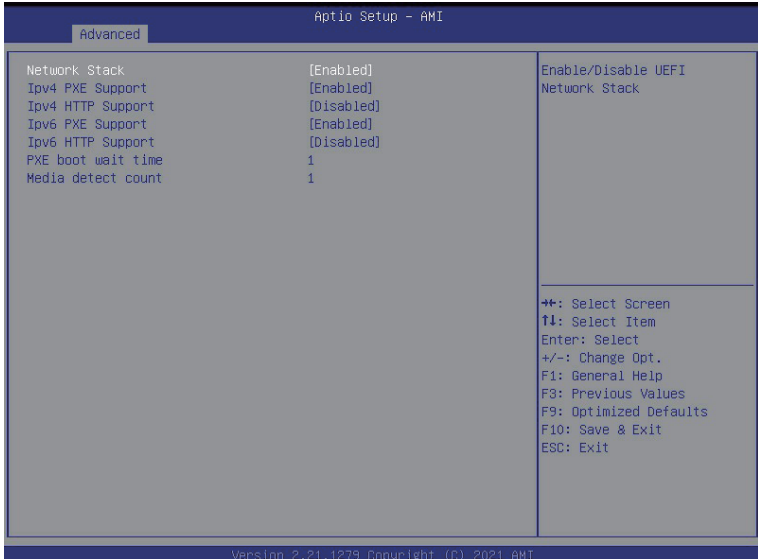 Aptio Setup – AMI
Advanced
Network Stack [Enabled]
Ipv4 PXE Support [Enabled]
Ipv4 HTTP Support [Disabled]
Ipv6 PXE Support [Enabled]
Ipv6 HTTP Support [Disabled]
PXE boot wait time 1
Media detect count 1
Enable/Disable UEFI
Network Stack
→←: Select Screen
↑↓: Select Item
Enter: Select
+/-: Change Opt.
F1: General Help
F3: Previous Values
F9: Optimized Defaults
F10: Save & Exit
ESC: Exit
Version 2.21.1279 Copyright (C) 2021 AMI